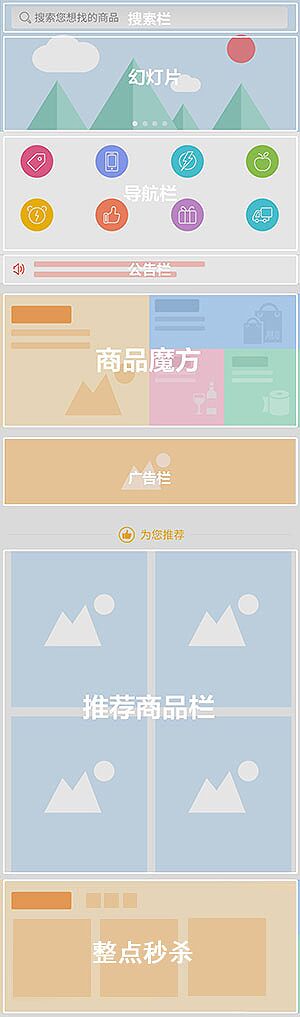 搜索您想找的商品 搜索栏
幻灯片
导航栏
公告栏
商品魔方
广告栏
为您推荐
推荐商品栏
整点秒杀